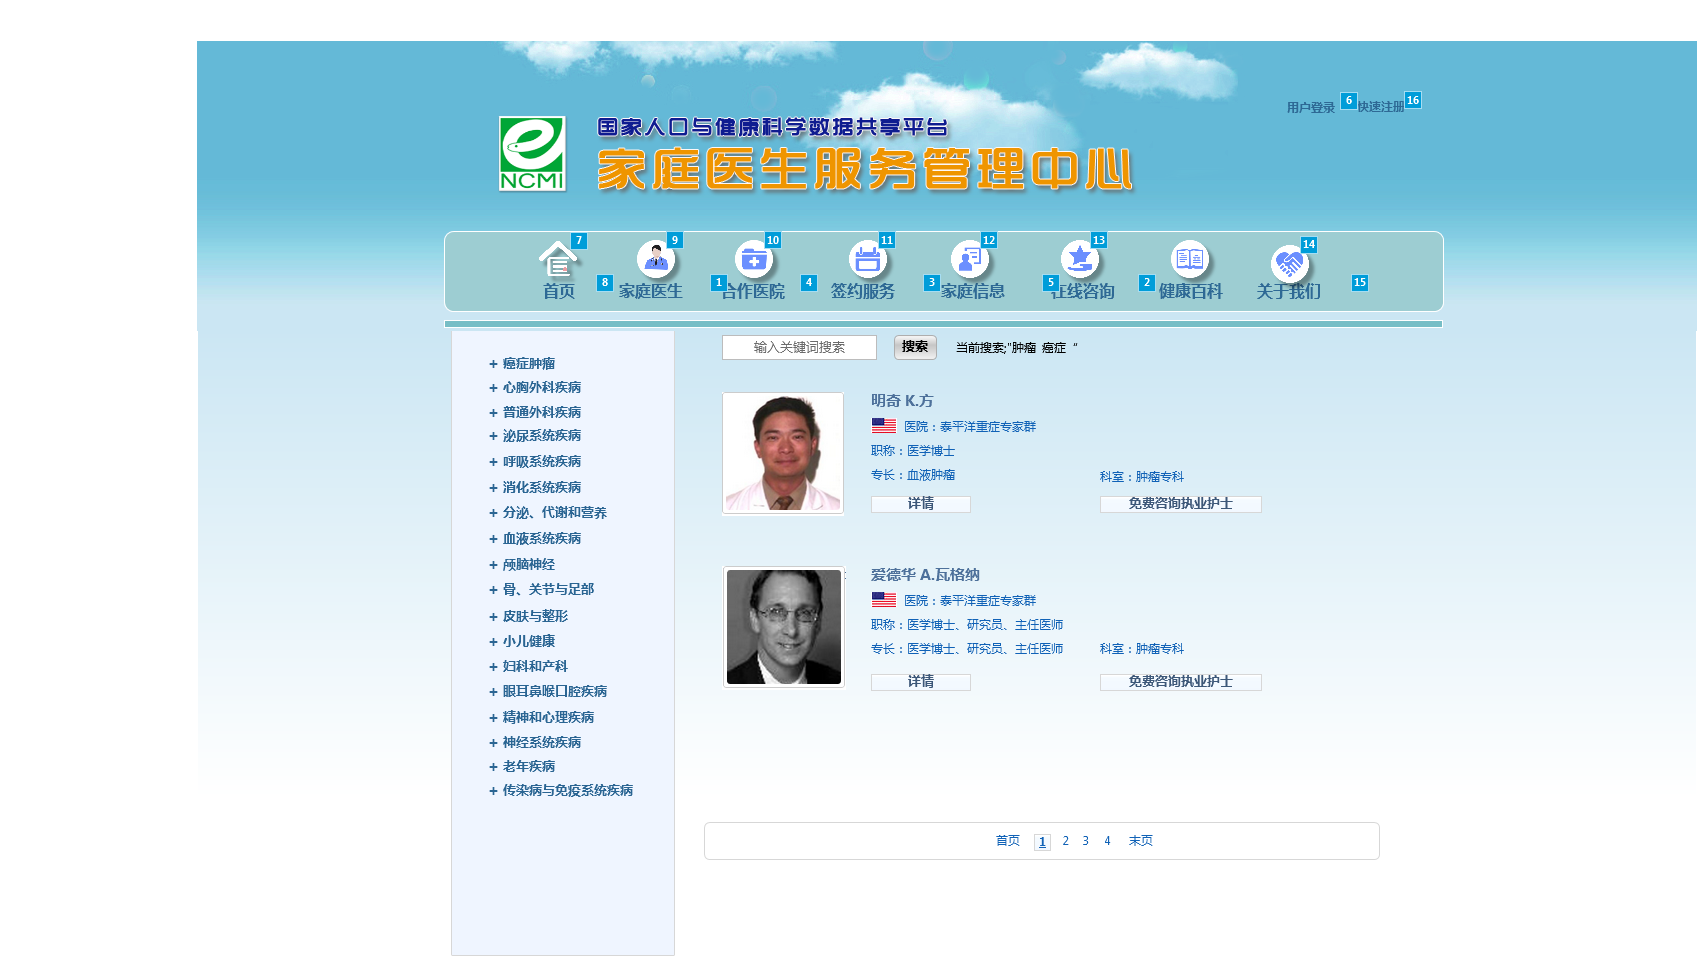 用户登录 6 快速注册 16
国家人口与健康科学数据共享平台
家庭医生服务管理中心
NCMI
7 9 10 11 12 13 14
首页 8 家庭医生 1 合作医院 4 签约服务 3 家庭信息 5 在线咨询 2 健康百科 关于我们 15
输入关键词搜索 搜索 当前搜索;"肿瘤 癌症 "
+ 癌症肿瘤
+ 心胸外科疾病
+ 普通外科疾病
+ 泌尿系统疾病
+ 呼吸系统疾病
+ 消化系统疾病
+ 分泌、代谢和营养
+ 血液系统疾病
+ 颅脑神经
+ 骨、关节与足部
+ 皮肤与整形
+ 小儿健康
+ 妇科和产科
+ 眼耳鼻喉口腔疾病
+ 精神和心理疾病
+ 神经系统疾病
+ 老年疾病
+ 传染病与免疫系统疾病
明奇 K.方
医院：泰平洋重症专家群
职称：医学博士
专长：血液肿瘤 科室：肿瘤专科
详情 免费咨询执业护士
爱德华 A.瓦格纳
医院：泰平洋重症专家群
职称：医学博士、研究员、主任医师
专长：医学博士、研究员、主任医师 科室：肿瘤专科
详情 免费咨询执业护士
首页 1 2 3 4 末页